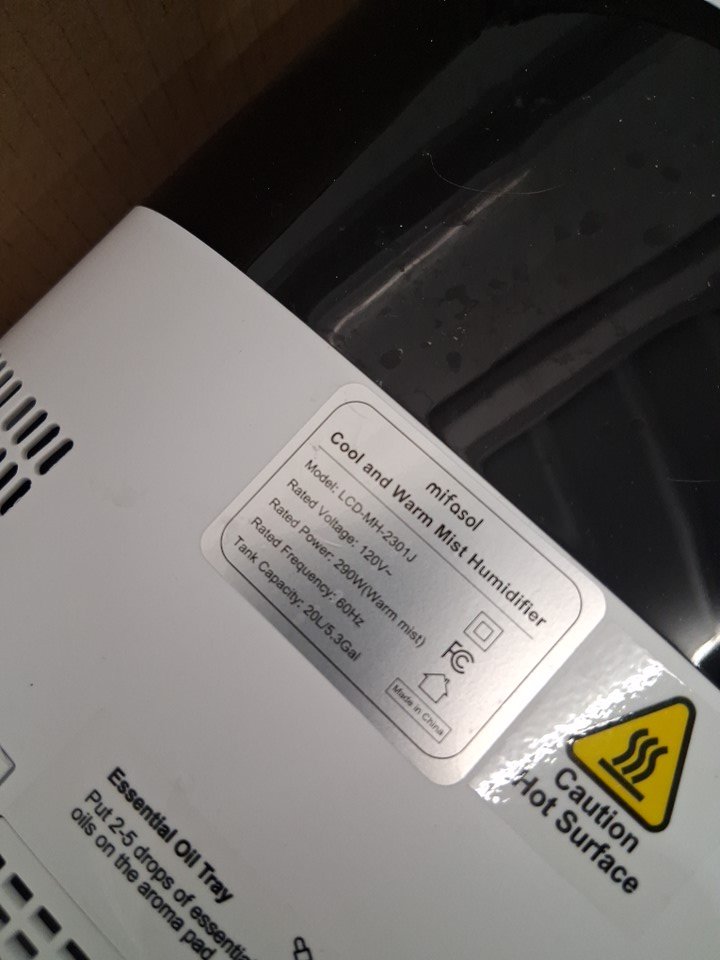 mifasol
Cool and Warm Mist Humidifier
Model: LCD-MH-2301J
Rated Voltage: 120V~
Rated Power: 290W(Warm mist)
Rated Frequency: 60Hz
Tank Capacity: 20L/5.3Gal
FC
Made in China
Caution
Hot Surface
Essential Oil Tray
Put 2-5 drops of essential
oils on the aroma pad